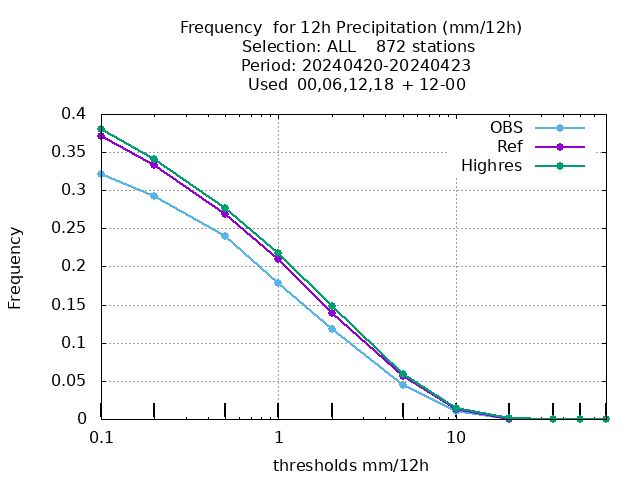 Frequency  for 12h Precipitation (mm/12h)
Selection: ALL    872 stations
Period: 20240420-20240423
Used 00,06,12,18 + 12-00
OBS
Ref
Highres
0.4
0.35
0.3
0.25
0.2
0.15
0.1
0.05
0
Frequency
0.1
1
10
thresholds mm/12h